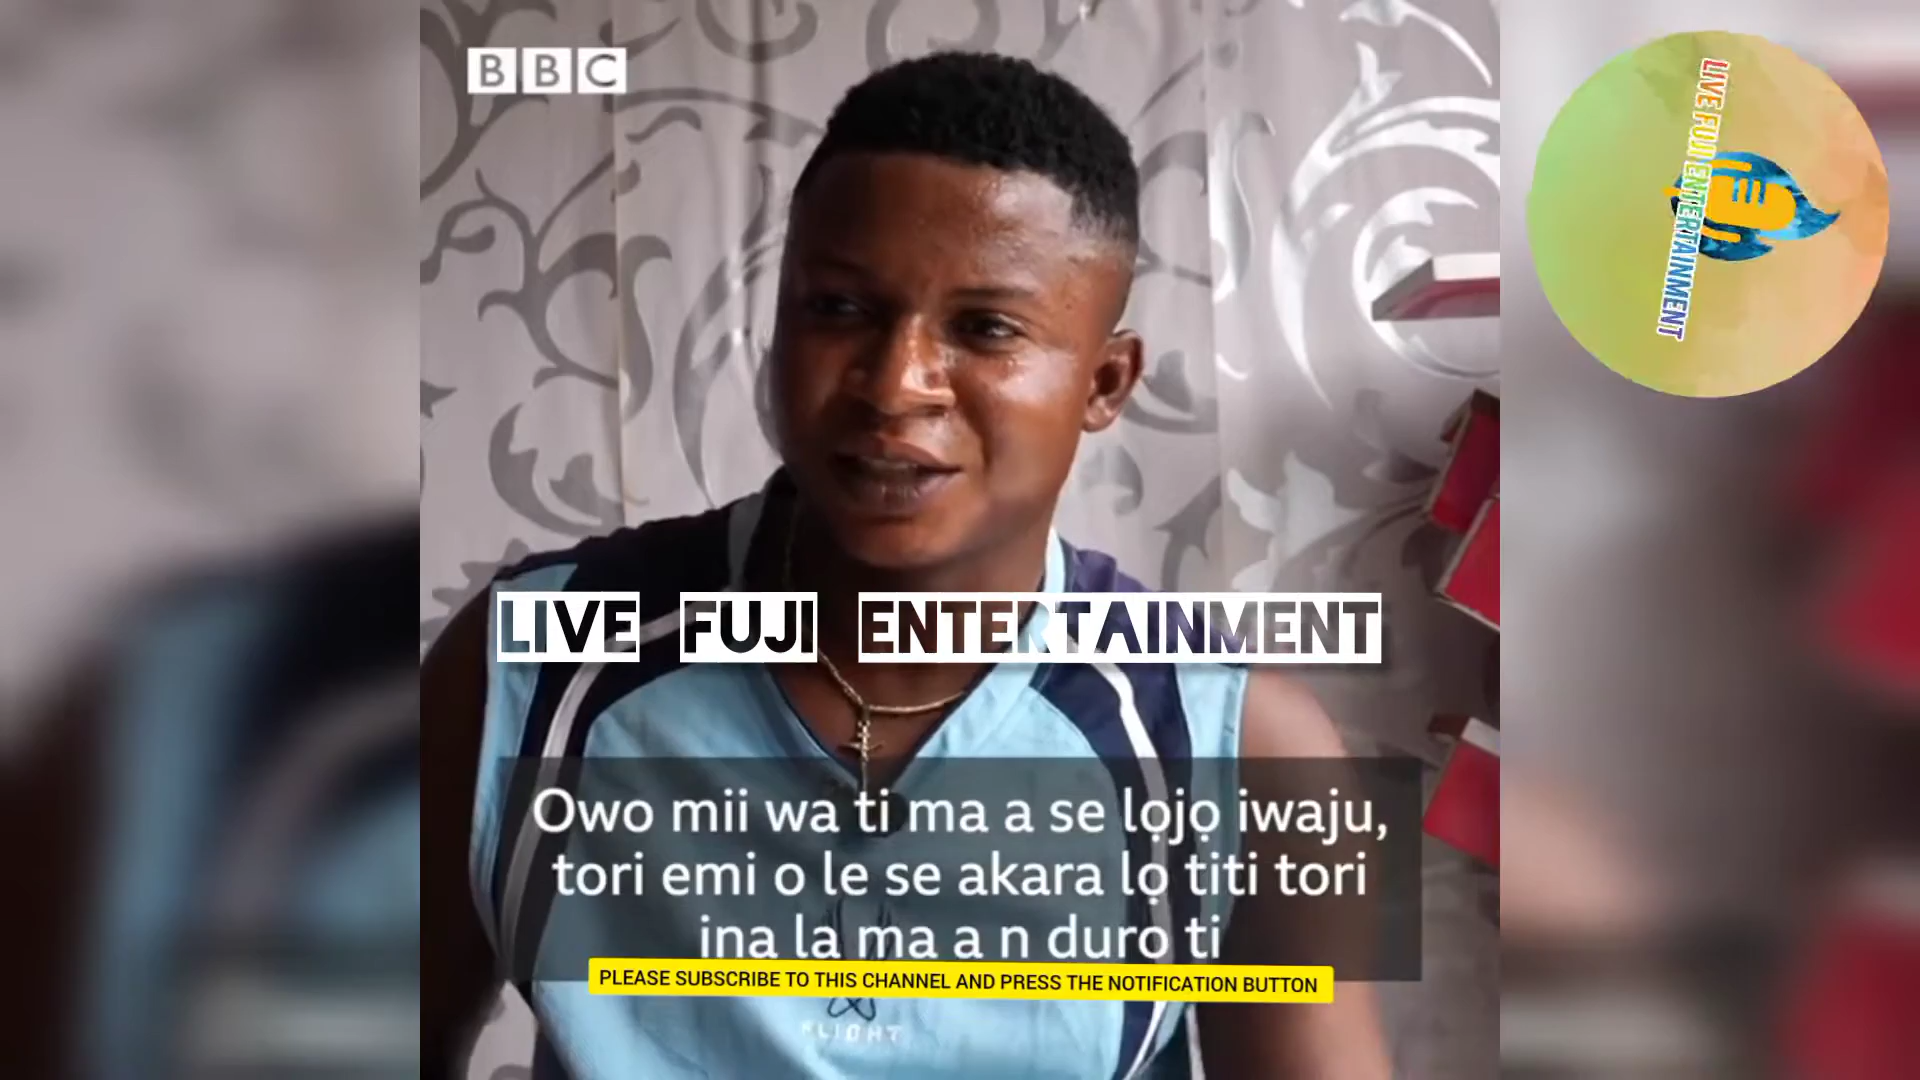 BBC
LIVE FUJI ENTERTAINMENT
LIVE FUJI ENTERTAINMENT
Owo mii wa ti ma a se lọjọ iwaju,
tori emi o le se akara lọ titi tori
ina la ma a n duro ti
PLEASE SUBSCRIBE TO THIS CHANNEL AND PRESS THE NOTIFICATION BUTTON
FLIGHT